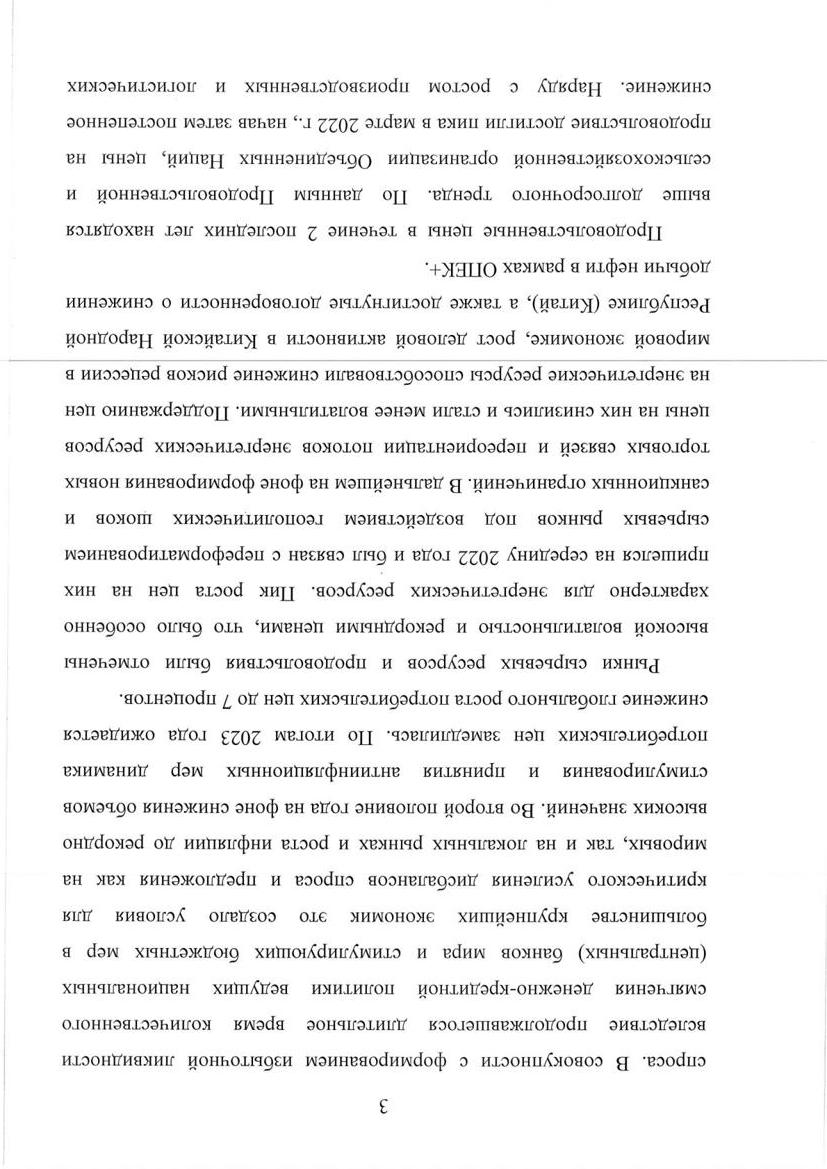 3
спроса. В совокупности с формированием избыточной ликвидности
вследствие продолжавшегося длительное время количественного
смягчения денежно-кредитной политики ведущих национальных
(центральных) банков мира и стимулирующих бюджетных мер в
большинстве крупнейших экономик это создало условия для
критического усиления дисбалансов спроса и предложения как на
мировых, так и на локальных рынках и роста инфляции до рекордно
высоких значений. Во второй половине года на фоне снижения объемов
стимулирования и принятия антиинфляционных мер динамика
потребительских цен замедлилась. По итогам 2023 года ожидается
снижение глобального роста потребительских цен до 7 процентов.
Рынки сырьевых ресурсов и продовольствия были отмечены
высокой волатильностью и рекордными ценами, что было особенно
характерно для энергетических ресурсов. Пик роста цен на них
пришелся на середину 2022 года и был связан с переформатированием
сырьевых рынков под воздействием геополитических шоков и
санкционных ограничений. В дальнейшем на фоне формирования новых
торговых связей и переориентации потоков энергетических ресурсов
цены на них снизились и стали менее волатильными. Поддержанию цен
на энергетические ресурсы способствовали снижение рисков рецессии в
мировой экономике, рост деловой активности в Китайской Народной
Республике (Китай), а также достигнутые договоренности о снижении
добычи нефти в рамках ОПЕК+.
Продовольственные цены в течение 2 последних лет находятся
выше долгосрочного тренда. По данным Продовольственной и
сельскохозяйственной организации Объединенных Наций, цены на
продовольствие достигли пика в марте 2022 г., начав затем постепенное
снижение. Наряду с ростом производственных и логистических